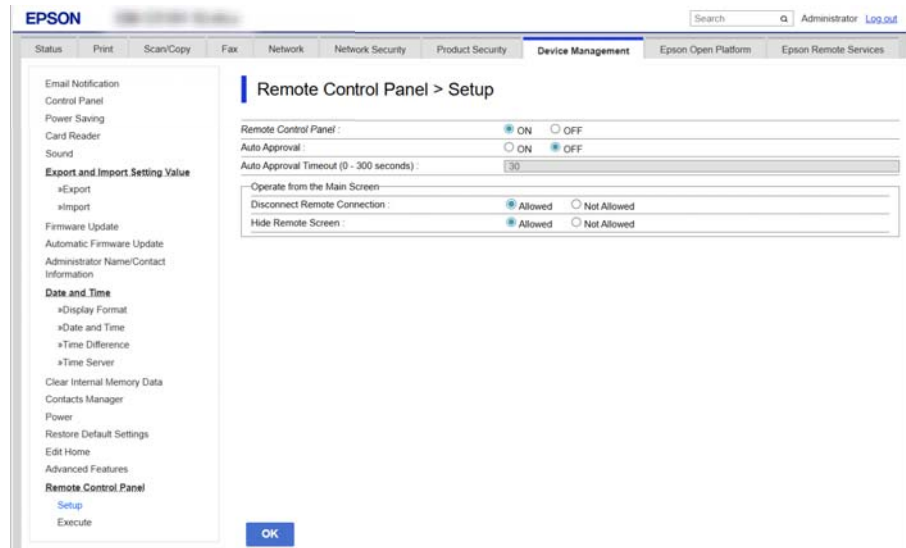 EPSON
Search
Administrator Log out
Status Print Scan/Copy Fax Network Network Security Product Security Device Management Epson Open Platform Epson Remote Services
Email Notification
Control Panel
Power Saving
Card Reader
Sound
Export and Import Setting Value
»Export
»Import
Firmware Update
Automatic Firmware Update
Administrator Name/Contact
Information
Date and Time
»Display Format
»Date and Time
»Time Difference
»Time Server
Clear Internal Memory Data
Contacts Manager
Power
Restore Default Settings
Edit Home
Advanced Features
Remote Control Panel
Setup
Execute
Remote Control Panel > Setup
Remote Control Panel : ON OFF
Auto Approval : ON OFF
Auto Approval Timeout (0 - 300 seconds) : 30
Operate from the Main Screen
Disconnect Remote Connection : Allowed Not Allowed
Hide Remote Screen : Allowed Not Allowed
OK